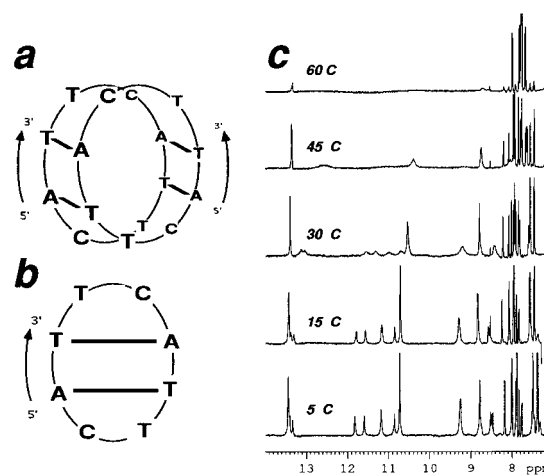 a
T C C T
3' T A A T 3'
5' A T T A 5'
C T T C
b
T C
3' T A
5' A T
C T
c
60 C
45 C
30 C
15 C
5 C
13 12 11 10 9 8 ppm